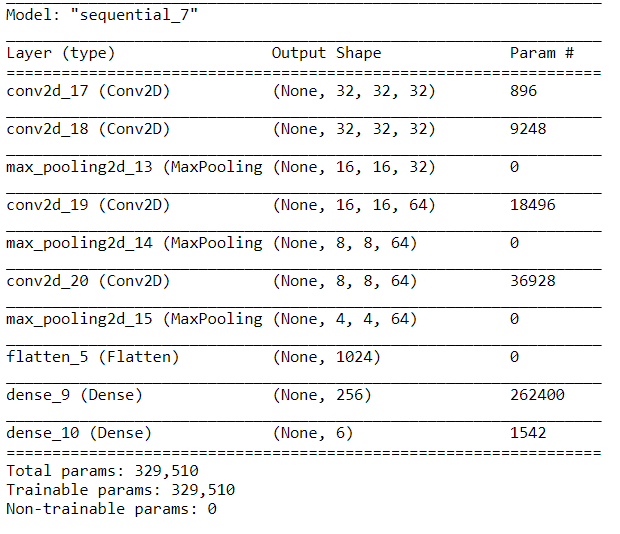 Model: "sequential_7"
Layer (type) Output Shape Param #
conv2d_17 (Conv2D) (None, 32, 32, 32) 896
conv2d_18 (Conv2D) (None, 32, 32, 32) 9248
max_pooling2d_13 (MaxPooling (None, 16, 16, 32) 0
conv2d_19 (Conv2D) (None, 16, 16, 64) 18496
max_pooling2d_14 (MaxPooling (None, 8, 8, 64) 0
conv2d_20 (Conv2D) (None, 8, 8, 64) 36928
max_pooling2d_15 (MaxPooling (None, 4, 4, 64) 0
flatten_5 (Flatten) (None, 1024) 0
dense_9 (Dense) (None, 256) 262400
dense_10 (Dense) (None, 6) 1542
Total params: 329,510
Trainable params: 329,510
Non-trainable params: 0